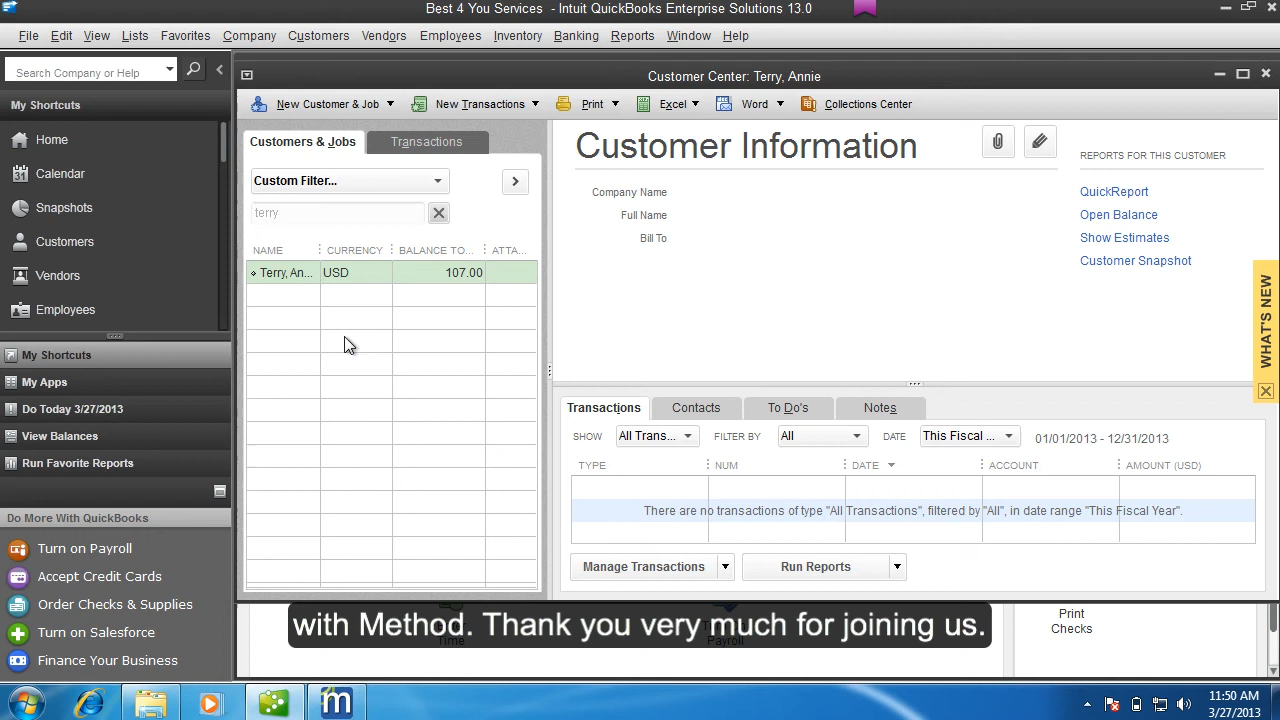 Best 4 You Services - Intuit QuickBooks Enterprise Solutions 13.0
File Edit View Lists Favorites Company Customers Vendors Employees Inventory Banking Reports Window Help
Search Company or Help
My Shortcuts
Home
Calendar
Snapshots
Customers
Vendors
Employees
My Shortcuts
My Apps
Do Today 3/27/2013
View Balances
Run Favorite Reports
Do More With QuickBooks
Turn on Payroll
Accept Credit Cards
Order Checks & Supplies
Turn on Salesforce
Finance Your Business
Customer Center: Terry, Annie
New Customer & Job New Transactions Print Excel Word Collections Center
Customers & Jobs Transactions
Custom Filter...
terry
NAME CURRENCY BALANCE TO... ATTA...
Terry, An... USD 107.00
Customer Information
Company Name
Full Name
Bill To
REPORTS FOR THIS CUSTOMER
QuickReport
Open Balance
Show Estimates
Customer Snapshot
WHAT'S NEW
Transactions Contacts To Do's Notes
SHOW All Trans... FILTER BY All DATE This Fiscal ... 01/01/2013 - 12/31/2013
TYPE NUM DATE ACCOUNT AMOUNT (USD)
There are no transactions of type "All Transactions", filtered by "All", in date range "This Fiscal Year".
Manage Transactions Run Reports
with Method. Thank you very much for joining us.
Time Payroll
Print
Checks
m
11:50 AM
3/27/2013